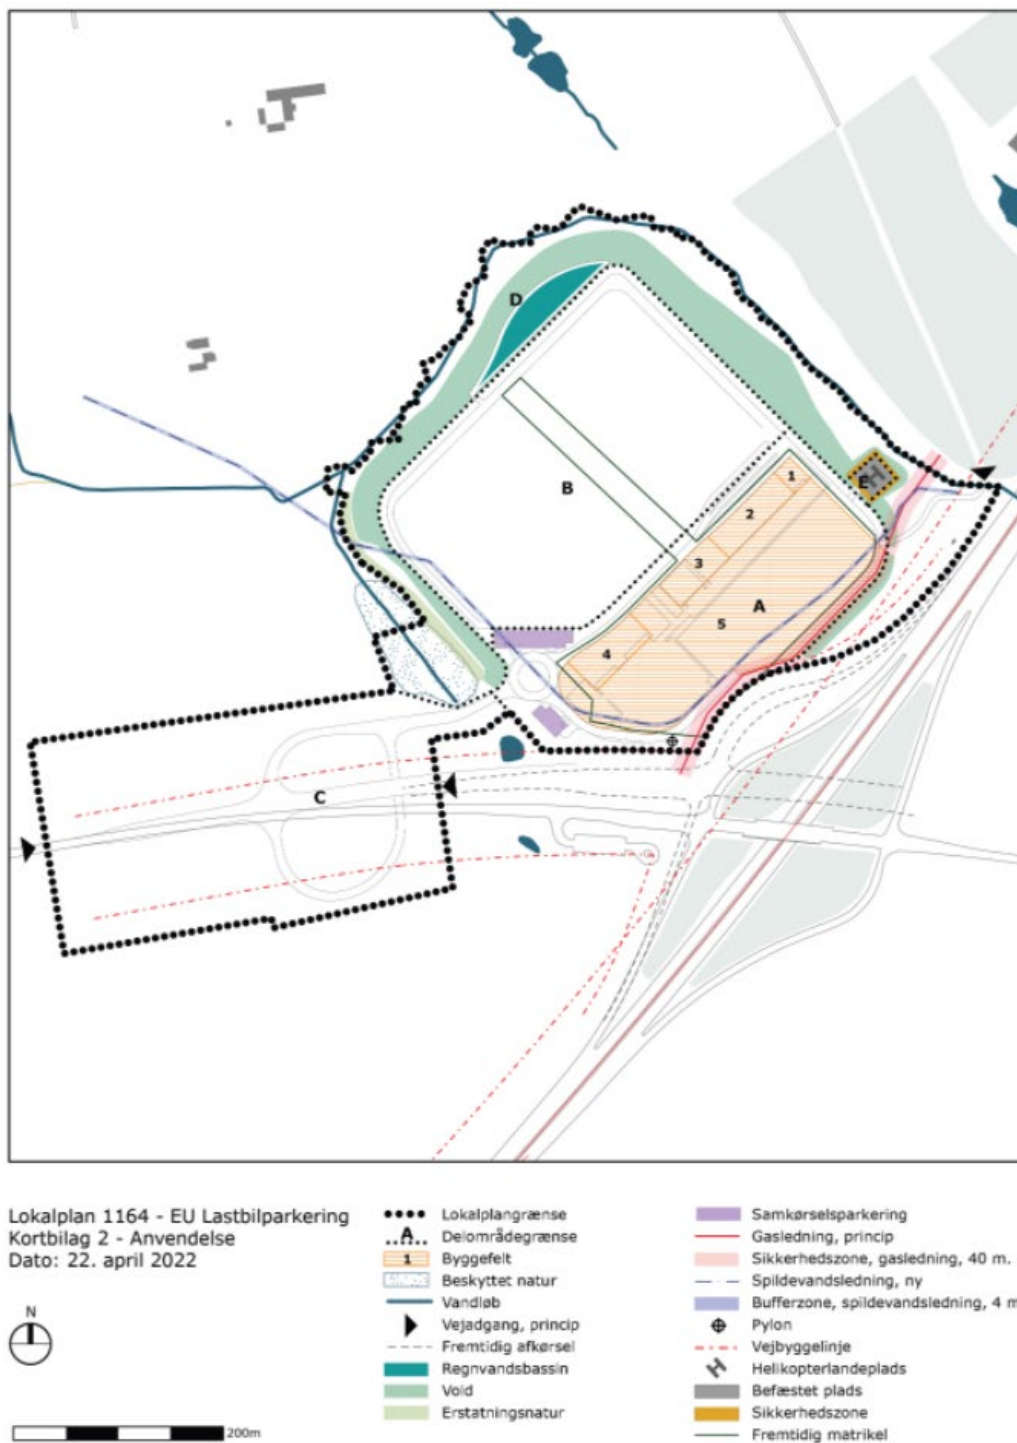 D
B
E
1
2
3
A
5
4
C
Lokalplan 1164 - EU Lastbilparkering
Kortbilag 2 - Anvendelse
Dato: 22. april 2022
N
200m
Lokalplangrænse
A Delområdegrænse
1 Byggefelt
Beskyttet natur
Vandløb
Vejadgang, princip
Fremtidig afkørsel
Regnvandsbassin
Vold
Erstatningsnatur
Samkørselsparkering
Gasledning, princip
Sikkerhedszone, gasledning, 40 m.
Spildevandsledning, ny
Bufferzone, spildevandsledning, 4 m
Pylon
Vejbyggelinje
H Helikopterlandeplads
Befæstet plads
Sikkerhedszone
Fremtidig matrikel